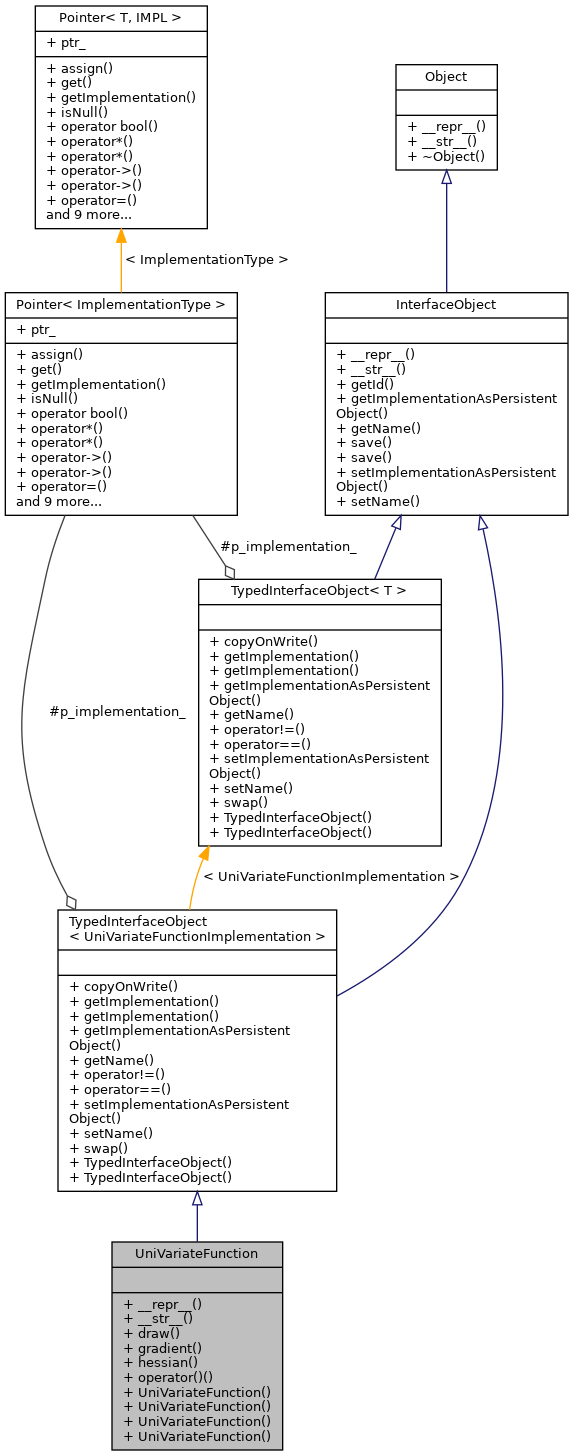 Pointer< T, IMPL >
+ ptr_
+ assign()
+ get()
+ getImplementation()
+ isNull()
+ operator bool()
+ operator*()
+ operator*()
+ operator->()
+ operator->()
+ operator=()
and 9 more...
Object
+ __repr__()
+ __str__()
+ ~Object()
< ImplementationType >
Pointer< ImplementationType >
+ ptr_
+ assign()
+ get()
+ getImplementation()
+ isNull()
+ operator bool()
+ operator*()
+ operator*()
+ operator->()
+ operator->()
+ operator=()
and 9 more...
InterfaceObject
+ __repr__()
+ __str__()
+ getId()
+ getImplementationAsPersistent
Object()
+ getName()
+ save()
+ save()
+ setImplementationAsPersistent
Object()
+ setName()
#p_implementation_
TypedInterfaceObject< T >
+ copyOnWrite()
+ getImplementation()
+ getImplementation()
+ getImplementationAsPersistent
Object()
+ getName()
+ operator!=()
+ operator==()
+ setImplementationAsPersistent
Object()
+ setName()
+ swap()
+ TypedInterfaceObject()
+ TypedInterfaceObject()
#p_implementation_
< UniVariateFunctionImplementation >
TypedInterfaceObject
< UniVariateFunctionImplementation >
+ copyOnWrite()
+ getImplementation()
+ getImplementation()
+ getImplementationAsPersistent
Object()
+ getName()
+ operator!=()
+ operator==()
+ setImplementationAsPersistent
Object()
+ setName()
+ swap()
+ TypedInterfaceObject()
+ TypedInterfaceObject()
UniVariateFunction
+ __repr__()
+ __str__()
+ draw()
+ gradient()
+ hessian()
+ operator()()
+ UniVariateFunction()
+ UniVariateFunction()
+ UniVariateFunction()
+ UniVariateFunction()